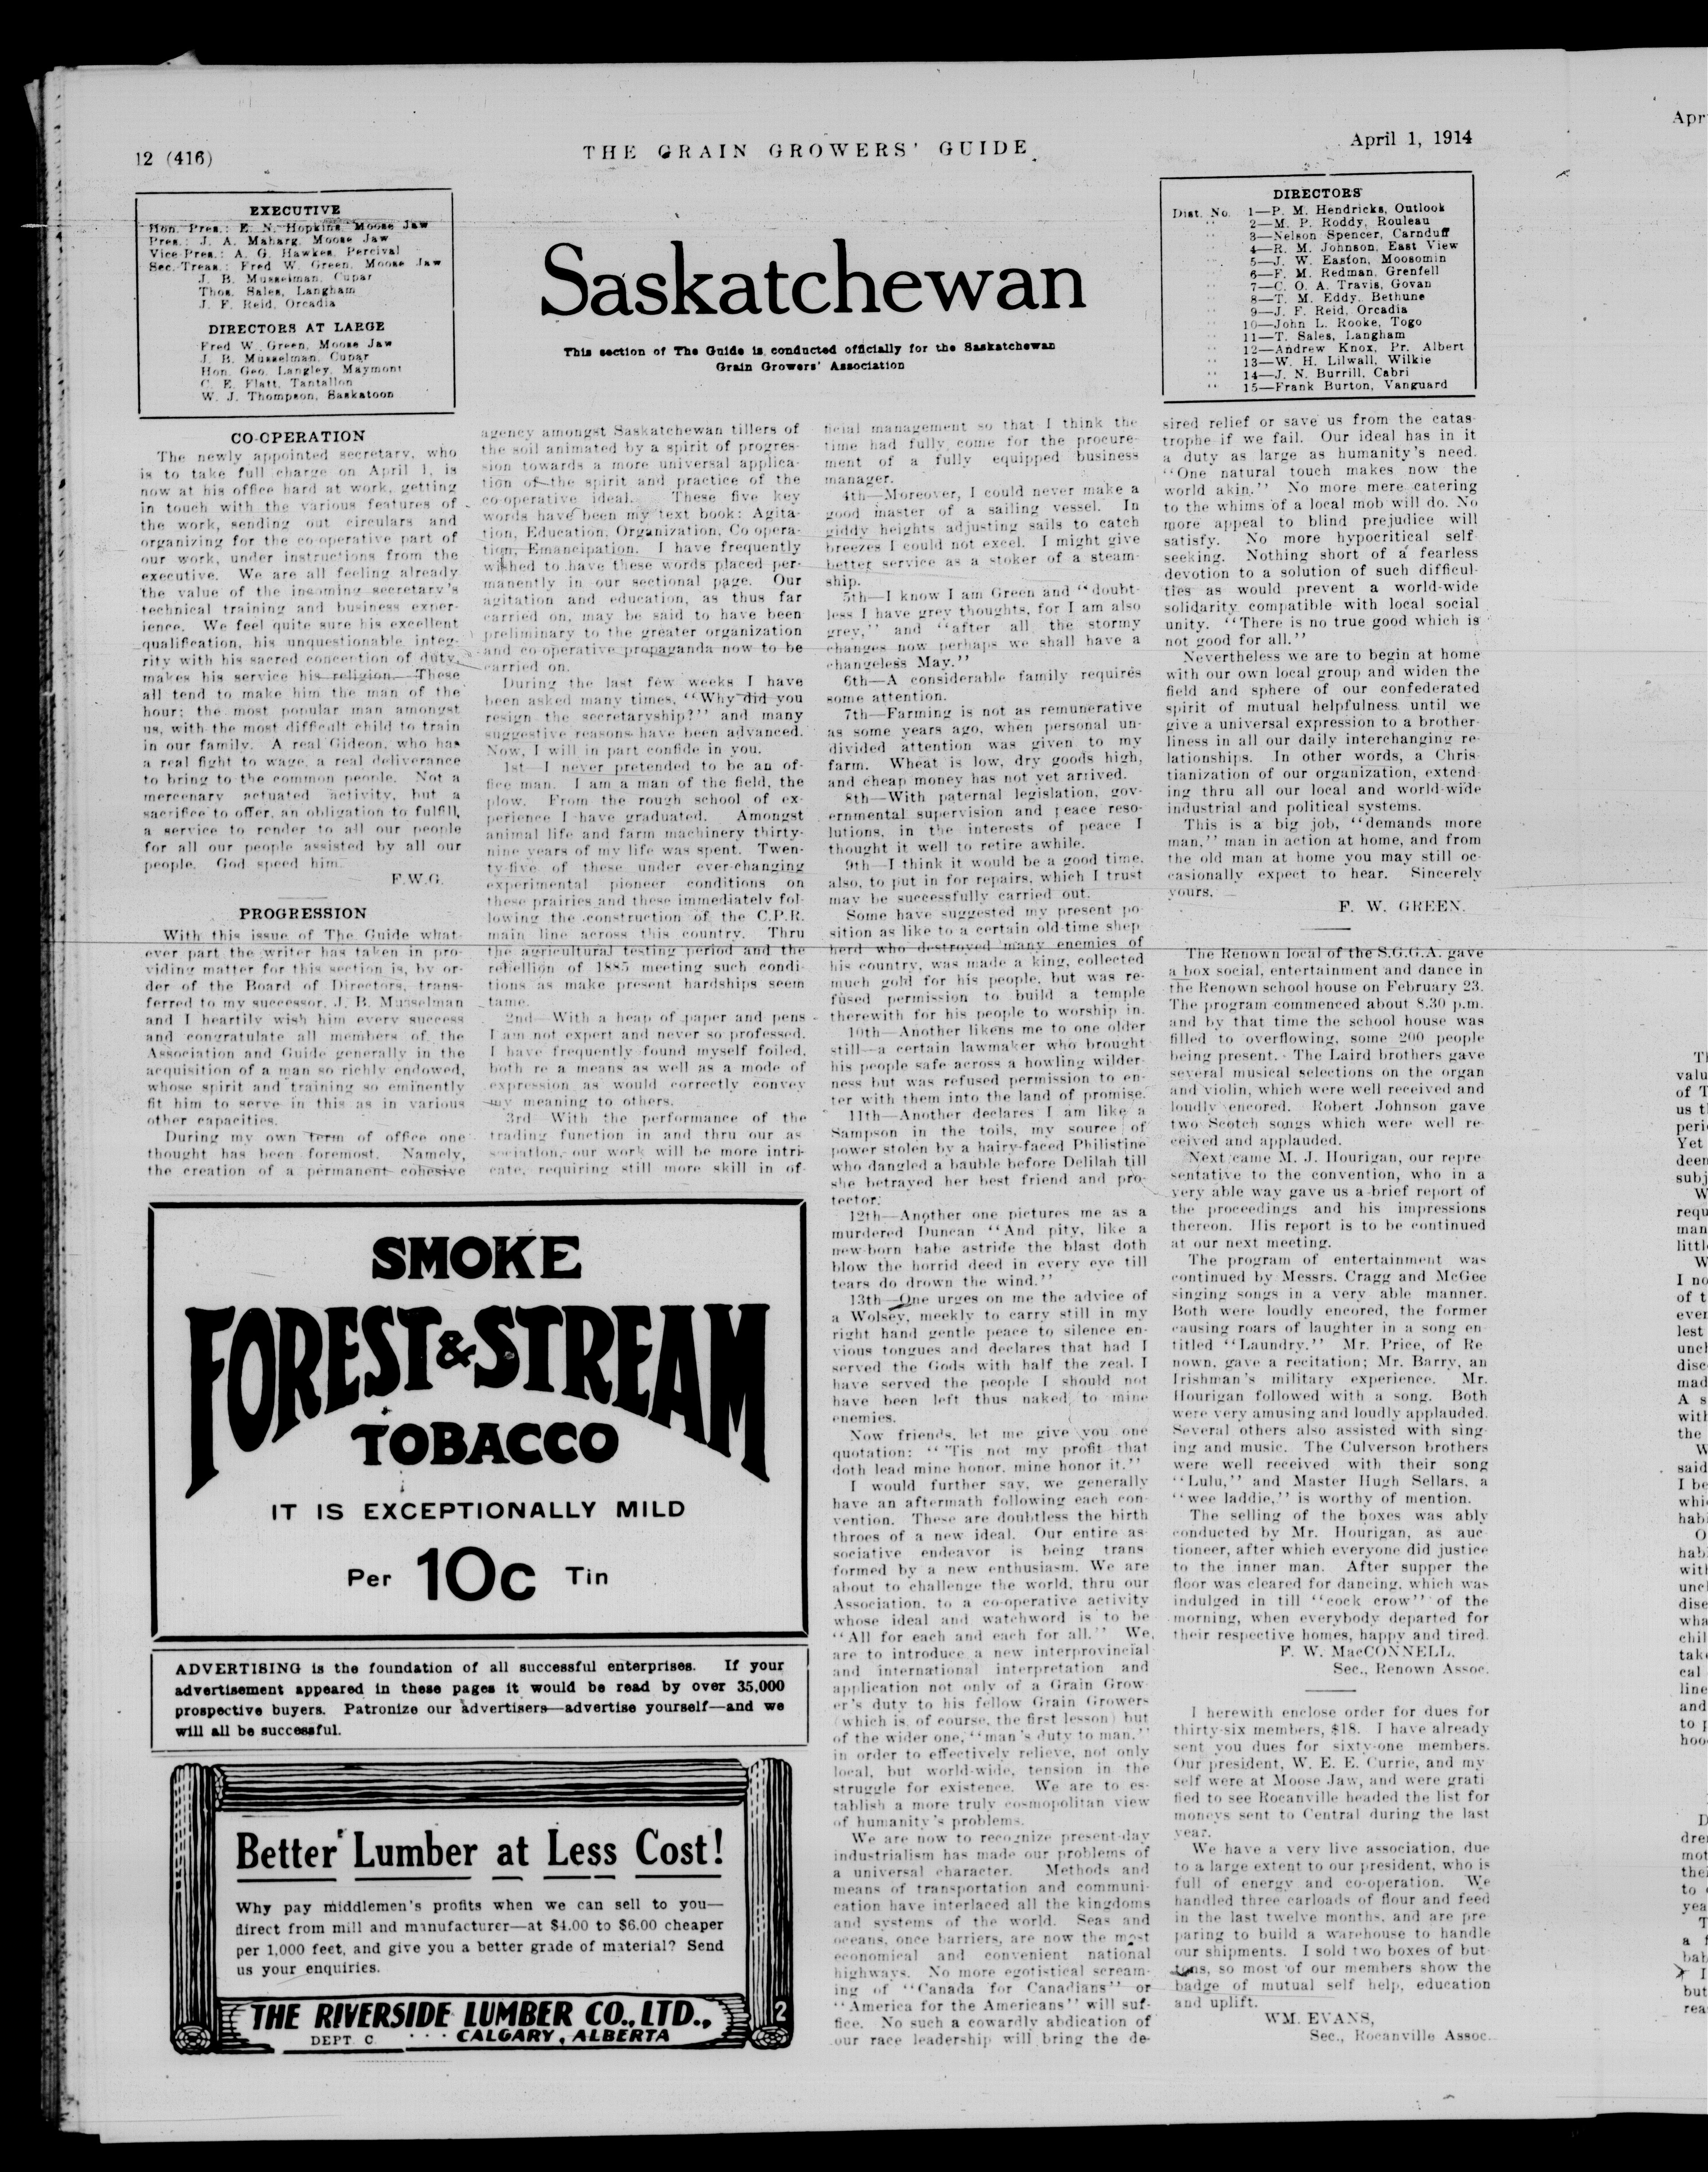 12 (416)
THE GRAIN GROWERS' GUIDE
April 1, 1914
EXECUTIVE
Hon. Pres.: E. N. Hopkins, Moose Jaw
Pres.: J. A. Maharg, Moose Jaw
Vice-Pres.: A. G. Hawkes, Percival
Sec.-Treas.: Fred W. Green, Moose Jaw
J. B. Musselman, Cupar
Thos. Sales, Langham
J. F. Reid, Orcadia
DIRECTORS AT LARGE
Fred W. Green, Moose Jaw
J. B. Musselman, Cupar
Hon. Geo. Langley, Maymont
C. E. Flatt, Tantallon
W. J. Thompson, Saskatoon
Saskatchewan
This section of The Guide is conducted officially for the Saskatchewan
Grain Growers' Association
DIRECTORS
Dist. No. 1—P. M. Hendricks, Outlook
'' 2—M. P. Roddy, Rouleau
'' 3—Nelson Spencer, Carnduff
'' 4—R. M. Johnson, East View
'' 5—J. W. Easton, Moosomin
'' 6—F. M. Redman, Grenfell
'' 7—C. O. A. Travis, Govan
'' 8—T. M. Eddy, Bethune
'' 9—J. F. Reid, Orcadia
'' 10—John L. Rooke, Togo
'' 11—T. Sales, Langham
'' 12—Andrew Knox, Pr. Albert
'' 13—W. H. Lilwall, Wilkie
'' 14—J. N. Burrill, Cabri
'' 15—Frank Burton, Vanguard
CO-OPERATION
The newly appointed secretary, who
is to take full charge on April 1, is
now at his office hard at work, getting
in touch with the various features of
the work, sending out circulars and
organizing for the co-operative part of
our work, under instructions from the
executive. We are all feeling already
the value of the incoming secretary's
technical training and business exper-
ience. We feel quite sure his excellent
qualification, his unquestionable integ-
rity with his sacred conception of duty,
makes his service his religion. These
all tend to make him the man of the
hour; the most popular man amongst
us, with the most difficult child to train
in our family. A real Gideon, who has
a real fight to wage, a real deliverance
to bring to the common people. Not a
mercenary actuated activity, but a
sacrifice to offer, an obligation to fulfill,
a service to render to all our people
for all our people assisted by all our
people. God speed him.
F.W.G.
PROGRESSION
With this issue of The Guide what-
ever part the writer has taken in pro-
viding matter for this section is, by or-
der of the Board of Directors, trans-
ferred to my successor, J. B. Musselman
and I heartily wish him every success
and congratulate all members of the
Association and Guide generally in the
acquisition of a man so richly endowed,
whose spirit and training so eminently
fit him to serve in this as in various
other capacities.
During my own term of office one
thought has been foremost. Namely,
the creation of a permanent cohesive
agency amongst Saskatchewan tillers of
the soil animated by a spirit of progres-
sion towards a more universal applica-
tion of the spirit and practice of the
co-operative ideal. These five key
words have been my text book: Agita-
tion, Education, Organization, Co-opera-
tion, Emancipation. I have frequently
wished to have these words placed per-
manently in our sectional page. Our
agitation and education, as thus far
carried on, may be said to have been
preliminary to the greater organization
and co-operative propaganda now to be
carried on.
During the last few weeks I have
been asked many times, "Why did you
resign the secretaryship?" and many
suggestive reasons have been advanced.
Now, I will in part confide in you.
1st—I never pretended to be an of-
fice man. I am a man of the field, the
plow. From the rough school of ex-
perience I have graduated. Amongst
animal life and farm machinery thirty-
nine years of my life was spent. Twen-
ty-five of these under ever-changing
experimental pioneer conditions on
these prairies and these immediately fol-
lowing the construction of the C.P.R.
main line across this country. Thru
the agricultural testing period and the
rebellion of 1885 meeting such condi-
tions as make present hardships seem
tame.
2nd—With a heap of paper and pens
I am not expert and never so professed.
I have frequently found myself foiled,
both re a means as well as a mode of
expression as would correctly convey
my meaning to others.
3rd—With the performance of the
trading function in and thru our as-
sociation, our work will be more intri-
cate, requiring still more skill in of-
ficial management so that I think the
time had fully come for the procure-
ment of a fully equipped business
manager.
4th—Moreover, I could never make a
good master of a sailing vessel. In
giddy heights adjusting sails to catch
breezes I could not excel. I might give
better service as a stoker of a steam-
ship.
5th—I know I am Green and "doubt-
less I have grey thoughts, for I am also
grey," and "after all the stormy
changes now perhaps we shall have a
changeless May."
6th—A considerable family requires
some attention.
7th—Farming is not as remunerative
as some years ago, when personal un-
divided attention was given to my
farm. Wheat is low, dry goods high,
and cheap money has not yet arrived.
8th—With paternal legislation, gov-
ernmental supervision and peace reso-
lutions, in the interests of peace I
thought it well to retire awhile.
9th—I think it would be a good time,
also, to put in for repairs, which I trust
may be successfully carried out.
Some have suggested my present po-
sition as like to a certain old-time shep-
herd who destroyed many enemies of
his country, was made a king, collected
much gold for his people, but was re-
fused permission to build a temple
therewith for his people to worship in.
10th—Another likens me to one older
still—a certain lawmaker who brought
his people safe across a howling wilder-
ness but was refused permission to en-
ter with them into the land of promise.
11th—Another declares I am like a
Sampson in the toils, my source of
power stolen by a hairy-faced Philistine
who dangled a bauble before Delilah till
she betrayed her best friend and pro-
tector.
12th—Another one pictures me as a
murdered Duncan "And pity, like a
new-born babe astride the blast doth
blow the horrid deed in every eye till
tears do drown the wind."
13th—One urges on me the advice of
a Wolsey, meekly to carry still in my
right hand gentle peace to silence en-
vious tongues and declares that had I
served the Gods with half the zeal I
have served the people I should not
have been left thus naked to mine
enemies.
Now friends, let me give you one
quotation: "'Tis not my profit that
doth lead mine honor, mine honor it."
I would further say, we generally
have an aftermath following each con-
vention. These are doubtless the birth
throes of a new ideal. Our entire as-
sociative endeavor is being trans-
formed by a new enthusiasm. We are
about to challenge the world, thru our
Association, to a co-operative activity
whose ideal and watchword is to be
"All for each and each for all." We,
are to introduce a new interprovincial
and international interpretation and
application not only of a Grain Grow-
er's duty to his fellow Grain Growers
(which is, of course, the first lesson) but
of the wider one, "man's duty to man,"
in order to effectively relieve, not only
local, but world-wide, tension in the
struggle for existence. We are to es-
tablish a more truly cosmopolitan view
of humanity's problems.
We are now to recognize present-day
industrialism has made our problems of
a universal character. Methods and
means of transportation and communi-
cation have interlaced all the kingdoms
and systems of the world. Seas and
oceans, once barriers, are now the most
economical and convenient national
highways. No more egotistical scream-
ing of "Canada for Canadians" or
"America for the Americans" will suf-
fice. No such a cowardly abdication of
our race leadership will bring the de-
sired relief or save us from the catas-
trophe if we fail. Our ideal has in it
a duty as large as humanity's need.
"One natural touch makes now the
world akin." No more mere catering
to the whims of a local mob will do. No
more appeal to blind prejudice will
satisfy. No more hypocritical self-
seeking. Nothing short of a fearless
devotion to a solution of such difficul-
ties as would prevent a world-wide
solidarity compatible with local social
unity. "There is no true good which is
not good for all."
Nevertheless we are to begin at home
with our own local group and widen the
field and sphere of our confederated
spirit of mutual helpfulness until we
give a universal expression to a brother-
liness in all our daily interchanging re-
lationships. In other words, a Chris-
tianization of our organization, extend-
ing thru all our local and world-wide
industrial and political systems.
This is a big job, "demands more
man," man in action at home, and from
the old man at home you may still oc-
casionally expect to hear. Sincerely
yours,
F. W. GREEN.
The Renown local of the S.G.G.A. gave
a box social, entertainment and dance in
the Renown school house on February 23.
The program commenced about 8.30 p.m.
and by that time the school house was
filled to overflowing, some 200 people
being present. The Laird brothers gave
several musical selections on the organ
and violin, which were well received and
loudly encored. Robert Johnson gave
two Scotch songs which were well re-
ceived and applauded.
Next came M. J. Hourigan, our repre-
sentative to the convention, who in a
very able way gave us a brief report of
the proceedings and his impressions
thereon. His report is to be continued
at our next meeting.
The program of entertainment was
continued by Messrs. Cragg and McGee
singing songs in a very able manner.
Both were loudly encored, the former
causing roars of laughter in a song en-
titled "Laundry." Mr. Price, of Re-
nown, gave a recitation; Mr. Barry, an
Irishman's military experience. Mr.
Hourigan followed with a song. Both
were very amusing and loudly applauded.
Several others also assisted with sing-
ing and music. The Culverson brothers
were well received with their song
"Lulu," and Master Hugh Sellars, a
"wee laddie," is worthy of mention.
The selling of the boxes was ably
conducted by Mr. Hourigan, as auc-
tioneer, after which everyone did justice
to the inner man. After supper the
floor was cleared for dancing, which was
indulged in till "cock crow" of the
morning, when everybody departed for
their respective homes, happy and tired.
F. W. MacCONNELL,
Sec., Renown Assoc.
I herewith enclose order for dues for
thirty-six members, $18. I have already
sent you dues for sixty-one members.
Our president, W. E. E. Currie, and my-
self were at Moose Jaw, and were grati-
fied to see Rocanville headed the list for
moneys sent to Central during the last
year.
We have a very live association, due
to a large extent to our president, who is
full of energy and co-operation. We
handled three carloads of flour and feed
in the last twelve months, and are pre-
paring to build a warehouse to handle
our shipments. I sold two boxes of but-
tons, so most of our members show the
badge of mutual self help, education
and uplift.
WM. EVANS,
Sec., Rocanville Assoc.
SMOKE
FOREST & STREAM
TOBACCO
IT IS EXCEPTIONALLY MILD
Per 10c Tin
ADVERTISING is the foundation of all successful enterprises. If your
advertisement appeared in these pages it would be read by over 35,000
prospective buyers. Patronize our advertisers—advertise yourself—and we
will all be successful.
Better Lumber at Less Cost!
Why pay middlemen's profits when we can sell to you—
direct from mill and manufacturer—at $4.00 to $6.00 cheaper
per 1,000 feet, and give you a better grade of material? Send
us your enquiries.
THE RIVERSIDE LUMBER CO., LTD.,
DEPT. C. CALGARY, ALBERTA
2